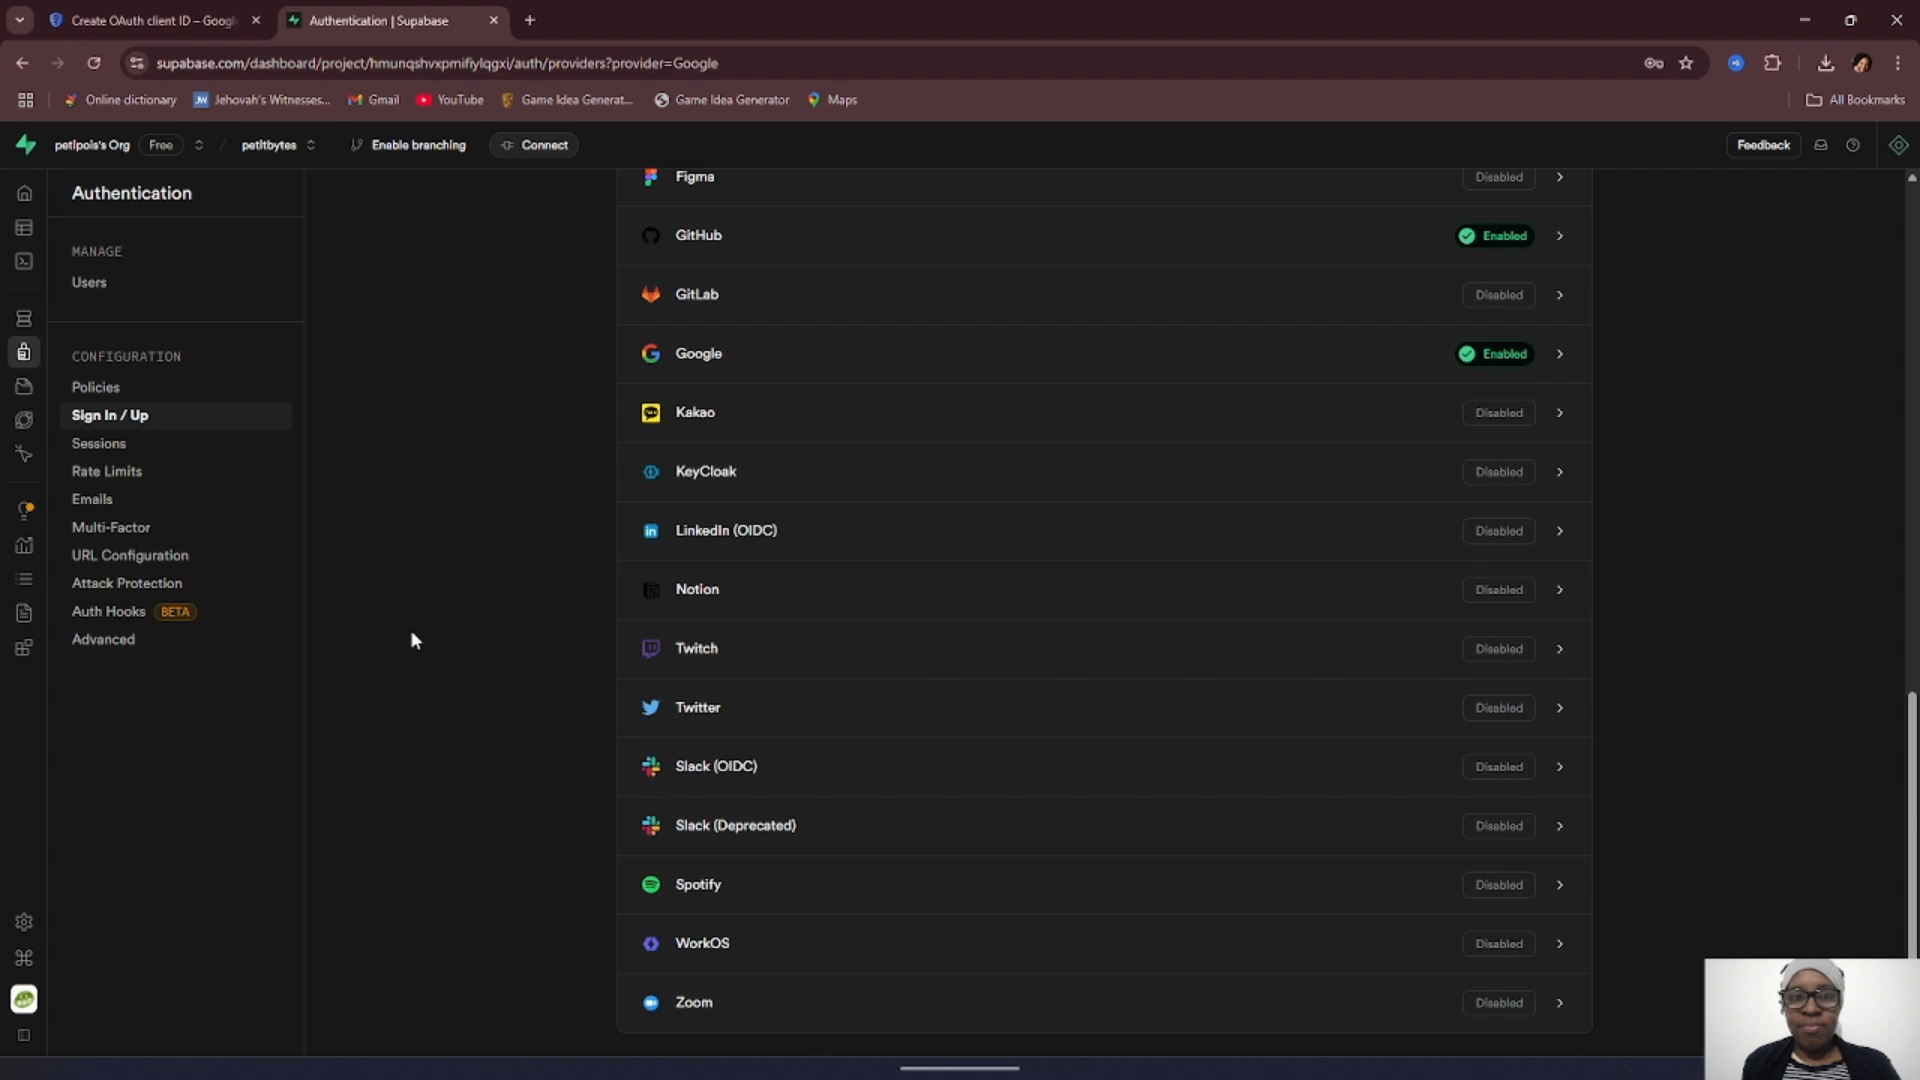 Create OAuth client ID – Googl
Authentication | Supabase
supabase.com/dashboard/project/hmunqshvxpmifiylqgxi/auth/providers?provider=Google
Online dictionary
JW
Jehovah's Witnesses...
Gmail
YouTube
Game Idea Generat...
Game Idea Generator
Maps
All Bookmarks
petipols's Org
Free
/
petitbytes
Enable branching
Connect
Feedback
Authentication
MANAGE
Users
CONFIGURATION
Policies
Sign In / Up
Sessions
Rate Limits
Emails
Multi-Factor
URL Configuration
Attack Protection
Auth Hooks BETA
Advanced
Figma Disabled
GitHub Enabled
GitLab Disabled
Google Enabled
Kakao Disabled
KeyCloak Disabled
LinkedIn (OIDC) Disabled
Notion Disabled
Twitch Disabled
Twitter Disabled
Slack (OIDC) Disabled
Slack (Deprecated) Disabled
Spotify Disabled
WorkOS Disabled
Zoom Disabled